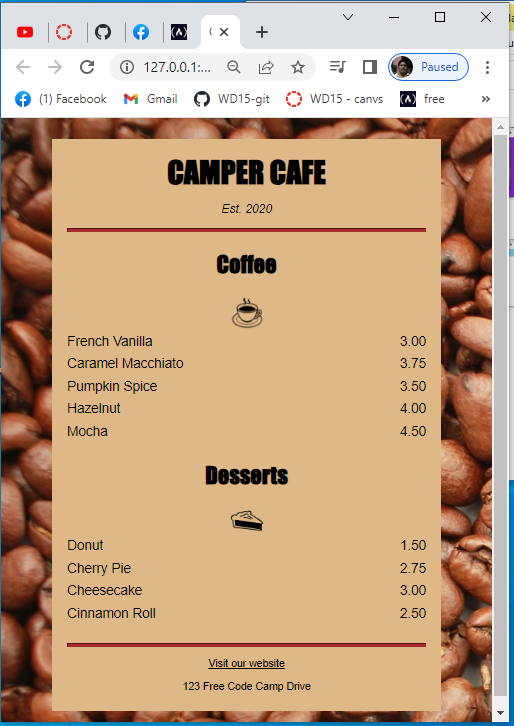 127.0.0.1:...
Paused
(1) Facebook
Gmail
WD15-git
WD15 - canvs
free
»
CAMPER CAFE
Est. 2020
Coffee
French Vanilla 3.00
Caramel Macchiato 3.75
Pumpkin Spice 3.50
Hazelnut 4.00
Mocha 4.50
Desserts
Donut 1.50
Cherry Pie 2.75
Cheesecake 3.00
Cinnamon Roll 2.50
Visit our website
123 Free Code Camp Drive